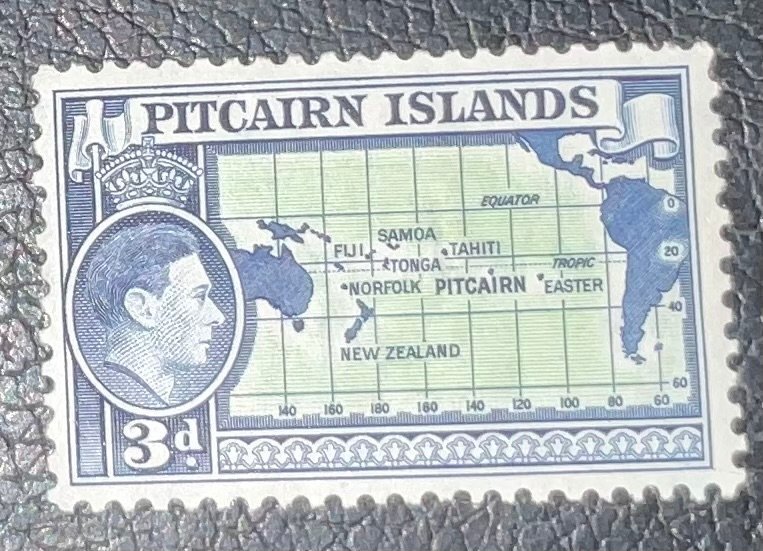 PITCAIRN ISLANDS
EQUATOR
0
SAMOA
FIJI TAHITI 20
TONGA TROPIC
NORFOLK PITCAIRN EASTER
40
NEW ZEALAND
60
140 160 180 160 140 120 100 80 60
3d.